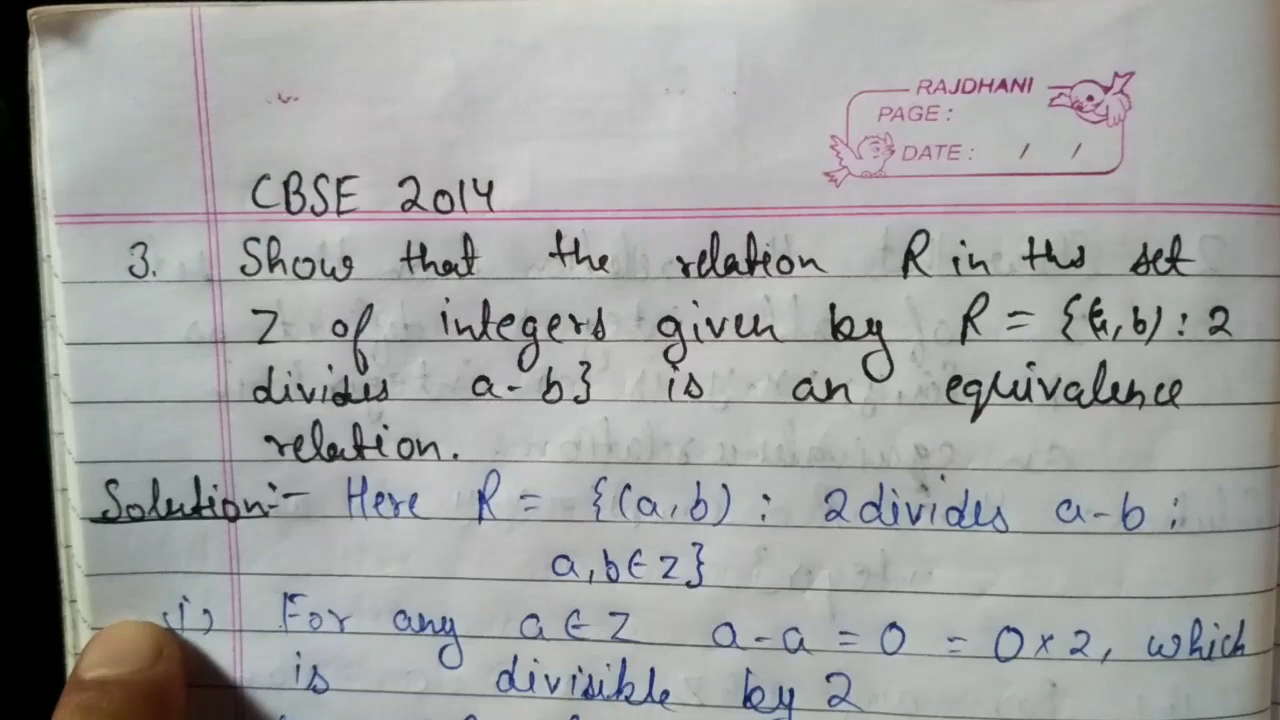 RAJDHANI
PAGE :
DATE : / /
CBSE 2014
3. Show that the relation R in the set
Z of integers given by R = {(a, b) : 2
divides a - b} is an equivalence
relation.
Solution:- Here R = {(a, b) : 2 divides a - b :
a, b ∈ Z}
(i) For any a ∈ Z a - a = 0 = 0 × 2, which
is divisible by 2